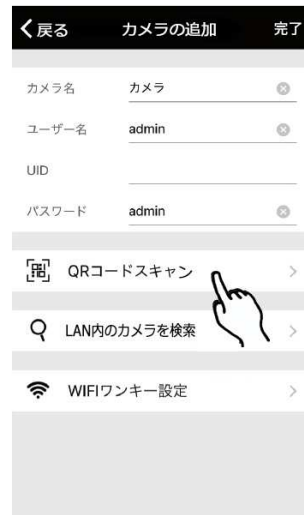 戻る カメラの追加 完了
カメラ名 カメラ
ユーザー名 admin
UID
パスワード admin
QRコードスキャン
LAN内のカメラを検索
WIFIワンキー設定